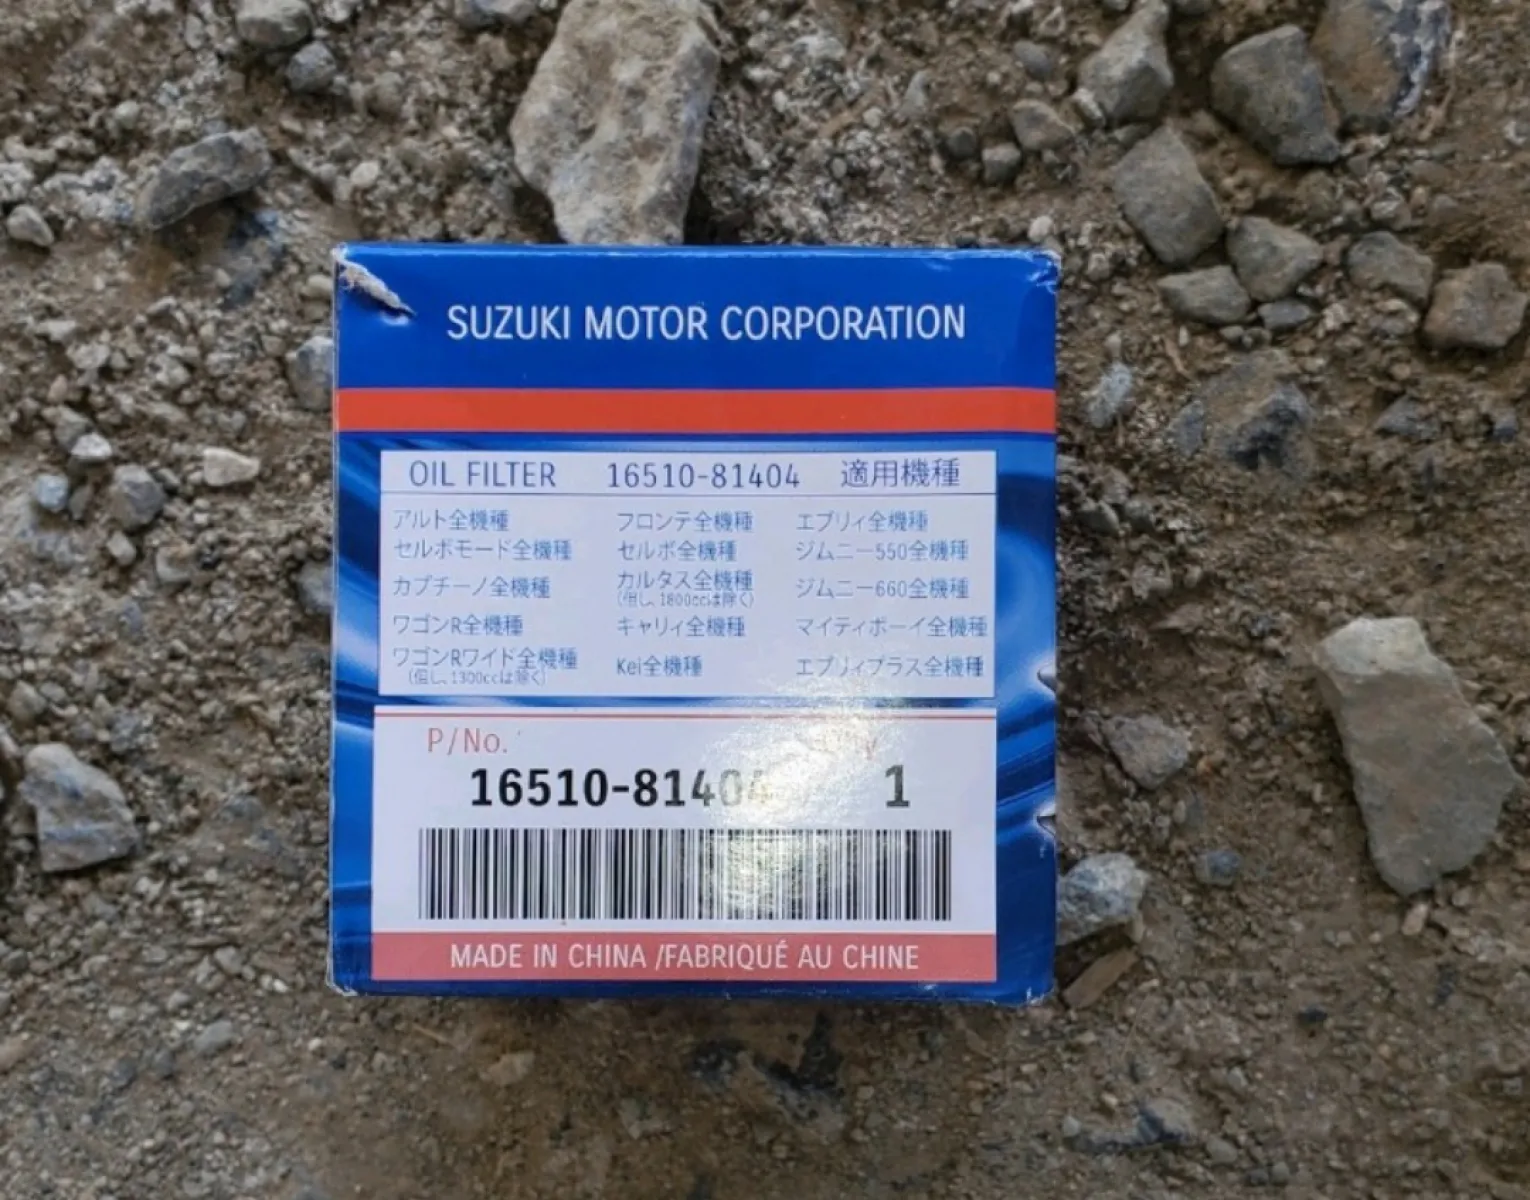 SUZUKI MOTOR CORPORATION
OIL FILTER 16510-81404 適用機種
アルト全機種 フロンテ全機種 エブリィ全機種
セルボモード全機種 セルボ全機種 ジムニー550全機種
カプチーノ全機種 カルタス全機種 ジムニー660全機種
(但し、1800ccは除く)
ワゴンR全機種 キャリィ全機種 マイティボーイ全機種
ワゴンRワイド全機種 Kei全機種 エブリィプラス全機種
(但し、1300ccは除く)
P/No.
16510-81404 1
MADE IN CHINA /FABRIQUÉ AU CHINE